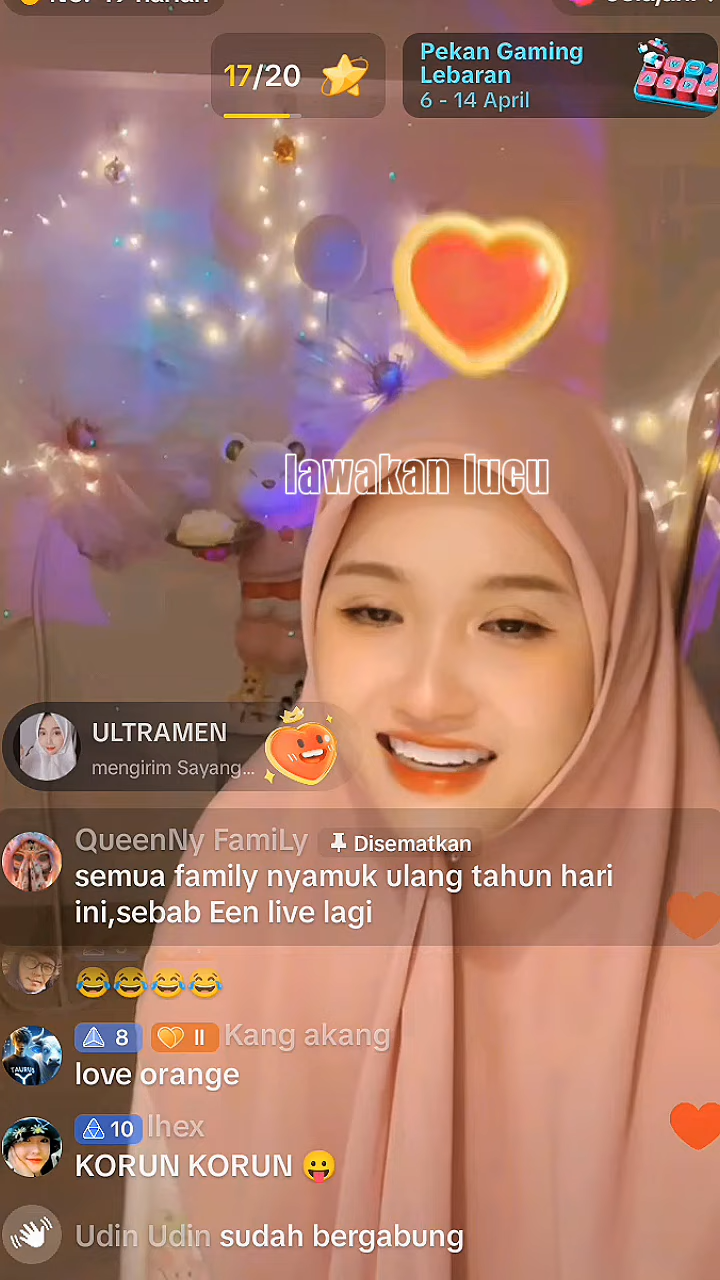 17/20
Pekan Gaming
Lebaran
6 - 14 April
lawakan lucu
ULTRAMEN
mengirim Sayang...
QueenNy FamiLy Disematkan
semua family nyamuk ulang tahun hari
ini,sebab Een live lagi
😂😂😂😂
8 II Kang akang
love orange
10 lhex
KORUN KORUN 😛
Udin Udin sudah bergabung